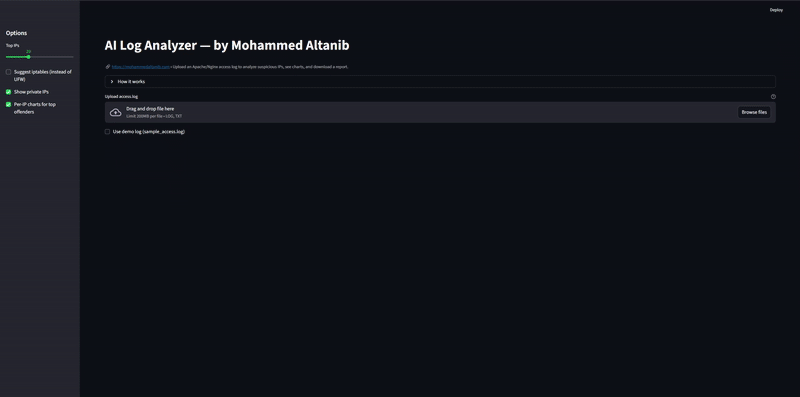 Deploy
Options
Top IPs
20
Suggest iptables (instead of
UFW)
Show private IPs
Per-IP charts for top
offenders
AI Log Analyzer — by Mohammed Altanib
Upload an Apache/Nginx access log to analyze suspicious IPs, see charts, and download a report.
How it works
Upload access log
Drag and drop file here
Limit 200MB per file • LOG, TXT
Browse files
Use demo log (sample_access.log)